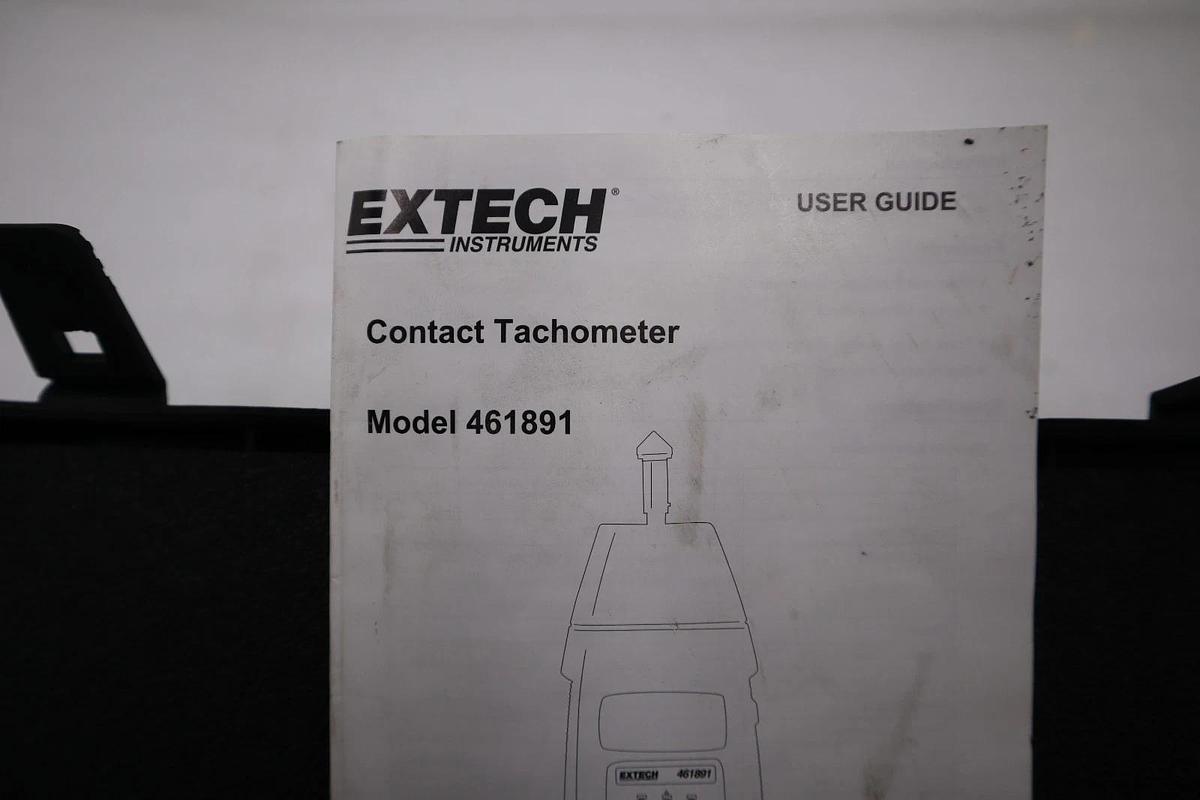 EXTECH® USER GUIDE
INSTRUMENTS
Contact Tachometer
Model 461891
EXTECH 461891